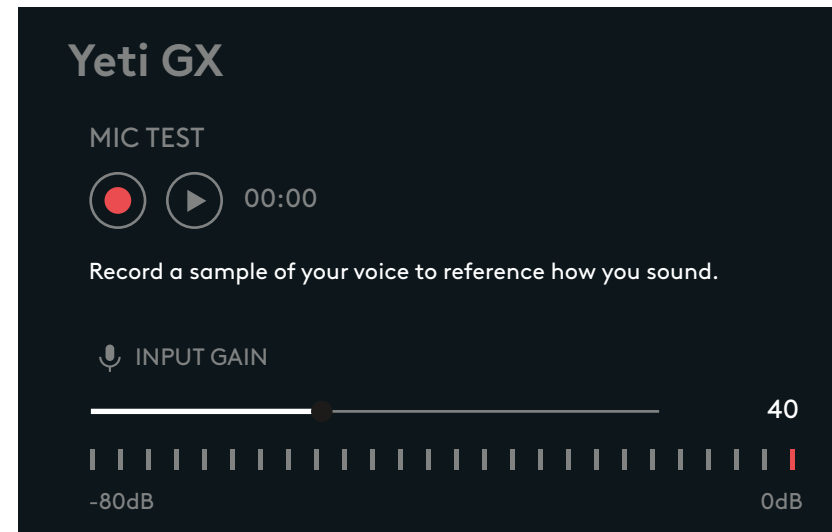 Yeti GX
MIC TEST
00:00
Record a sample of your voice to reference how you sound.
INPUT GAIN
40
-80dB 0dB